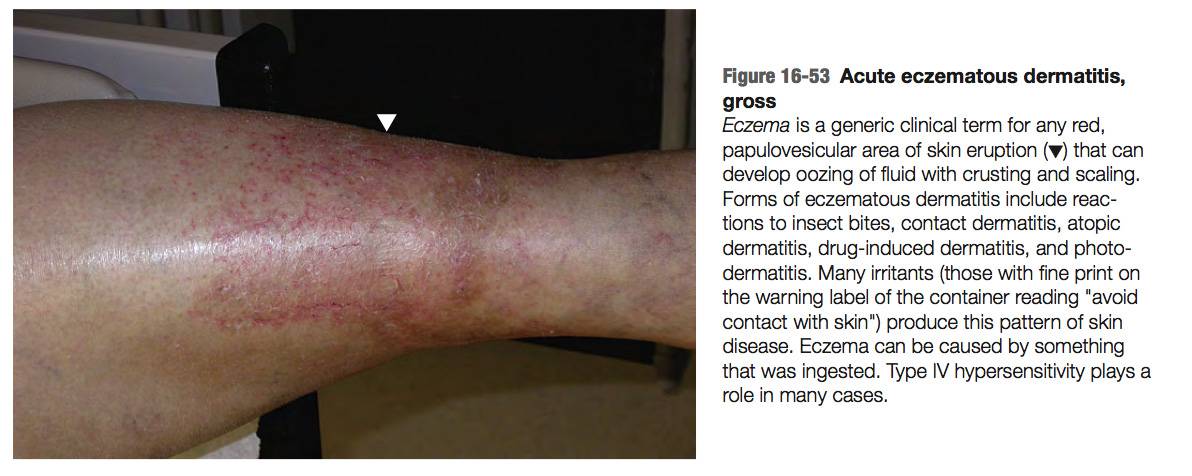 Figure 16-53 Acute eczematous dermatitis,
gross
Eczema is a generic clinical term for any red,
papulovesicular area of skin eruption (▼) that can
develop oozing of fluid with crusting and scaling.
Forms of eczematous dermatitis include reac-
tions to insect bites, contact dermatitis, atopic
dermatitis, drug-induced dermatitis, and photo-
dermatitis. Many irritants (those with fine print on
the warning label of the container reading "avoid
contact with skin") produce this pattern of skin
disease. Eczema can be caused by something
that was ingested. Type IV hypersensitivity plays a
role in many cases.